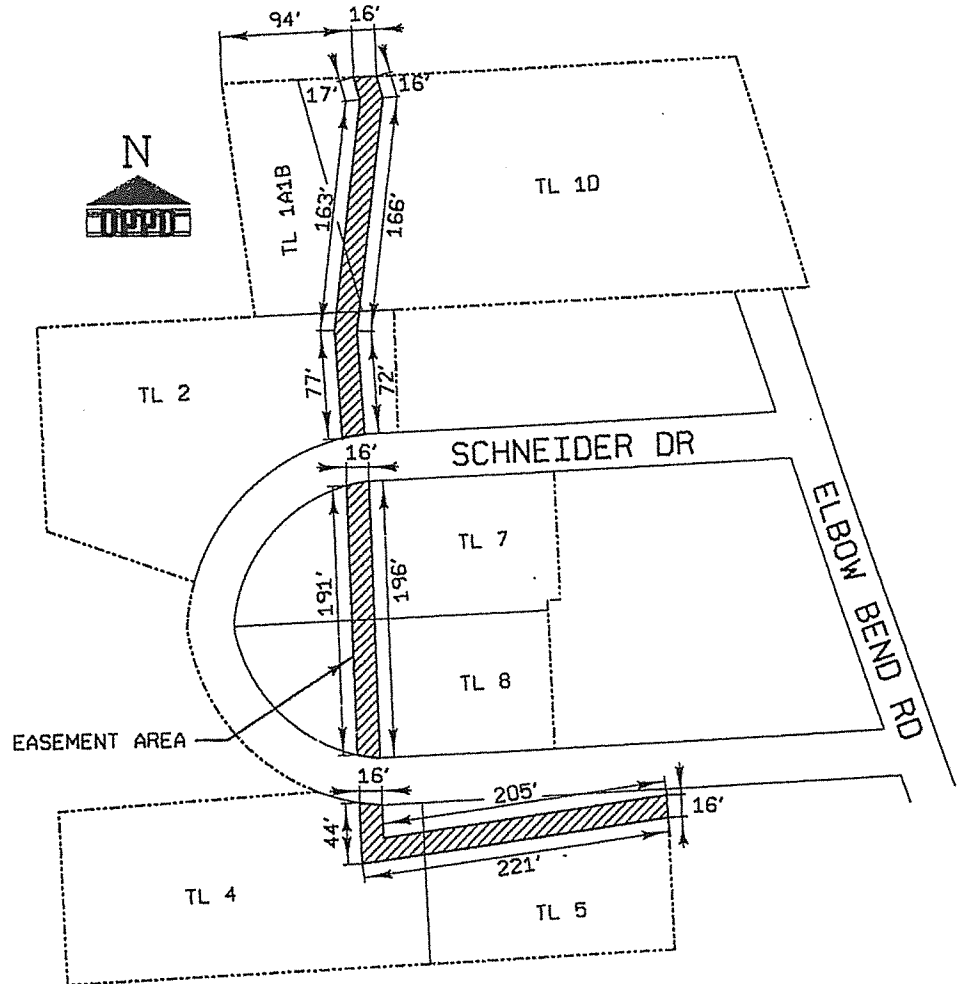 94'
16'
17'
16'
N
OPPD
TL 1A1B
163'
166'
TL 1D
TL 2
77'
72'
SCHNEIDER DR
16'
ELBOW BEND RD
TL 7
191'
196'
TL 8
EASEMENT AREA
16'
205'
16'
44'
221'
TL 4
TL 5